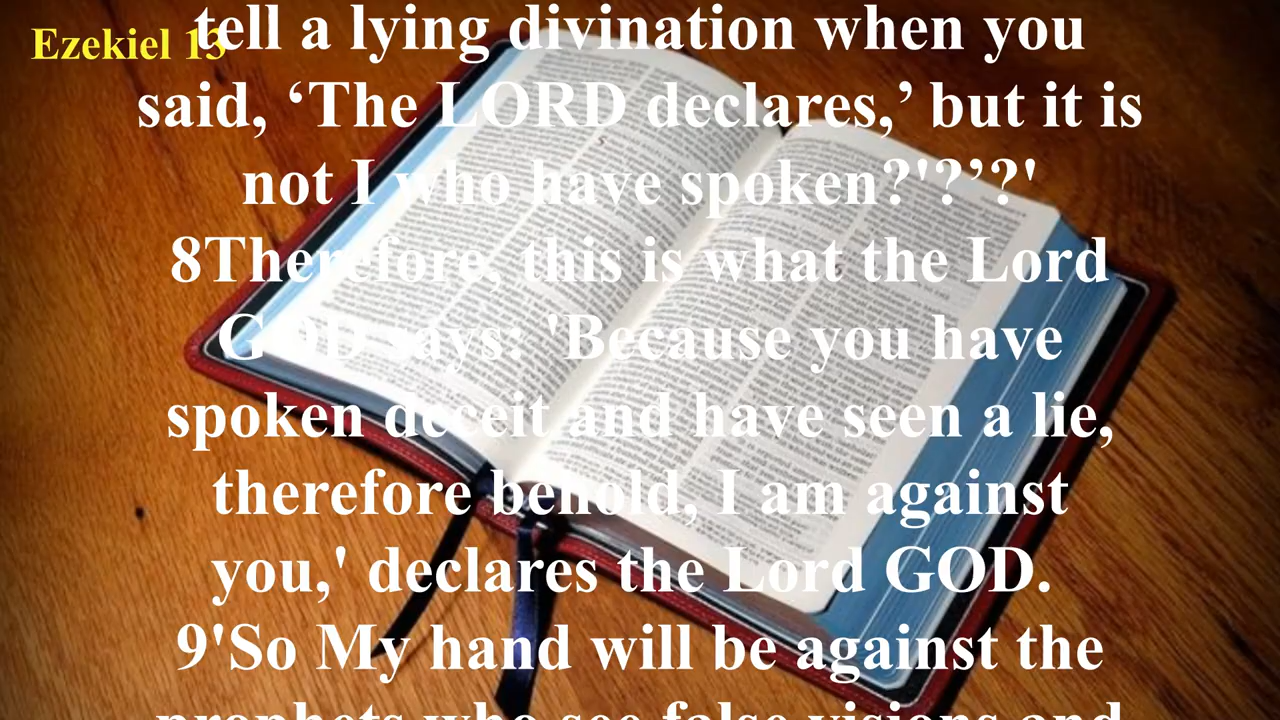 Ezekiel 13
tell a lying divination when you
said, ‘The LORD declares,’ but it is
not I who have spoken?'?’?'
8Therefore, this is what the Lord
GOD says: 'Because you have
spoken deceit and have seen a lie,
therefore behold, I am against
you,' declares the Lord GOD.
9'So My hand will be against the
prophets who see false visions and